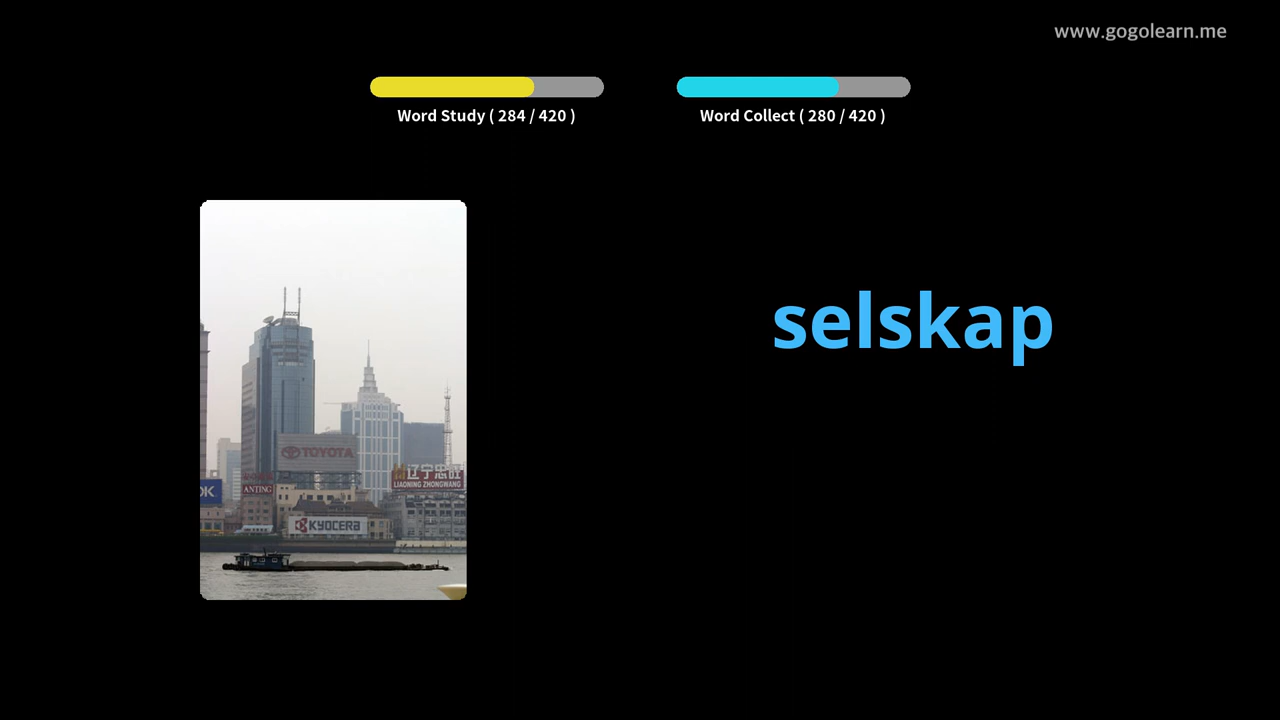 www.gogolearn.me
Word Study ( 284 / 420 )
Word Collect ( 280 / 420 )
selskap
TOYOTA
辽宁忠旺
LIAONING ZHONGWANG
OK
ANTING
KYOCERA